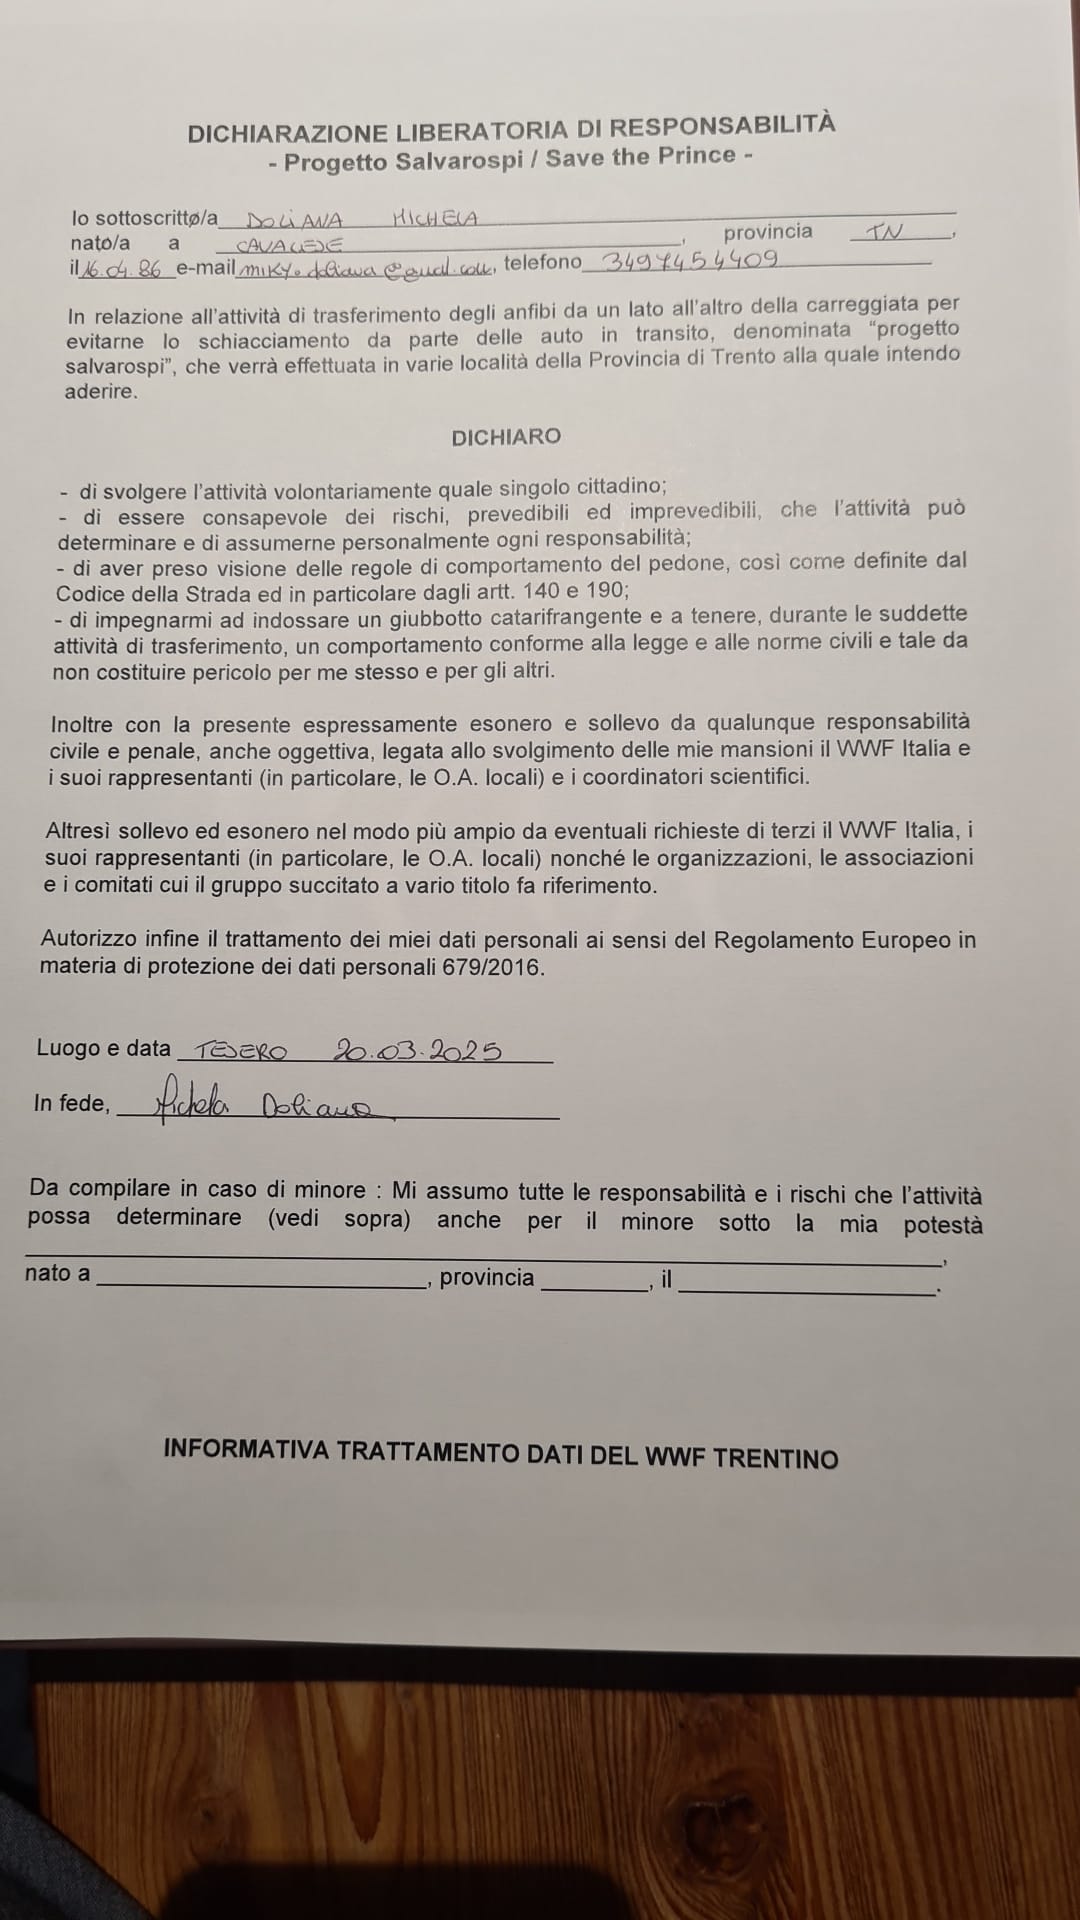 DICHIARAZIONE LIBERATORIA DI RESPONSABILITÀ
- Progetto Salvarospi / Save the Prince -
Io sottoscritto/a DOLIANA MICHELA
nato/a a CAVALESE, provincia TN,
il 16.04.86 e-mail miky.doliana@gmail.com, telefono 3497454409
In relazione all'attività di trasferimento degli anfibi da un lato all'altro della carreggiata per
evitarne lo schiacciamento da parte delle auto in transito, denominata “progetto
salvarospi”, che verrà effettuata in varie località della Provincia di Trento alla quale intendo
aderire.
DICHIARO
- di svolgere l'attività volontariamente quale singolo cittadino;
- di essere consapevole dei rischi, prevedibili ed imprevedibili, che l'attività può
determinare e di assumerne personalmente ogni responsabilità;
- di aver preso visione delle regole di comportamento del pedone, così come definite dal
Codice della Strada ed in particolare dagli artt. 140 e 190;
- di impegnarmi ad indossare un giubbotto catarifrangente e a tenere, durante le suddette
attività di trasferimento, un comportamento conforme alla legge e alle norme civili e tale da
non costituire pericolo per me stesso e per gli altri.
Inoltre con la presente espressamente esonero e sollevo da qualunque responsabilità
civile e penale, anche oggettiva, legata allo svolgimento delle mie mansioni il WWF Italia e
i suoi rappresentanti (in particolare, le O.A. locali) e i coordinatori scientifici.
Altresì sollevo ed esonero nel modo più ampio da eventuali richieste di terzi il WWF Italia, i
suoi rappresentanti (in particolare, le O.A. locali) nonché le organizzazioni, le associazioni
e i comitati cui il gruppo succitato a vario titolo fa riferimento.
Autorizzo infine il trattamento dei miei dati personali ai sensi del Regolamento Europeo in
materia di protezione dei dati personali 679/2016.
Luogo e data TESERO 20.03.2025
In fede, Michela Doliana
Da compilare in caso di minore : Mi assumo tutte le responsabilità e i rischi che l'attività
possa determinare (vedi sopra) anche per il minore sotto la mia potestà
,
nato a , provincia , il .
INFORMATIVA TRATTAMENTO DATI DEL WWF TRENTINO